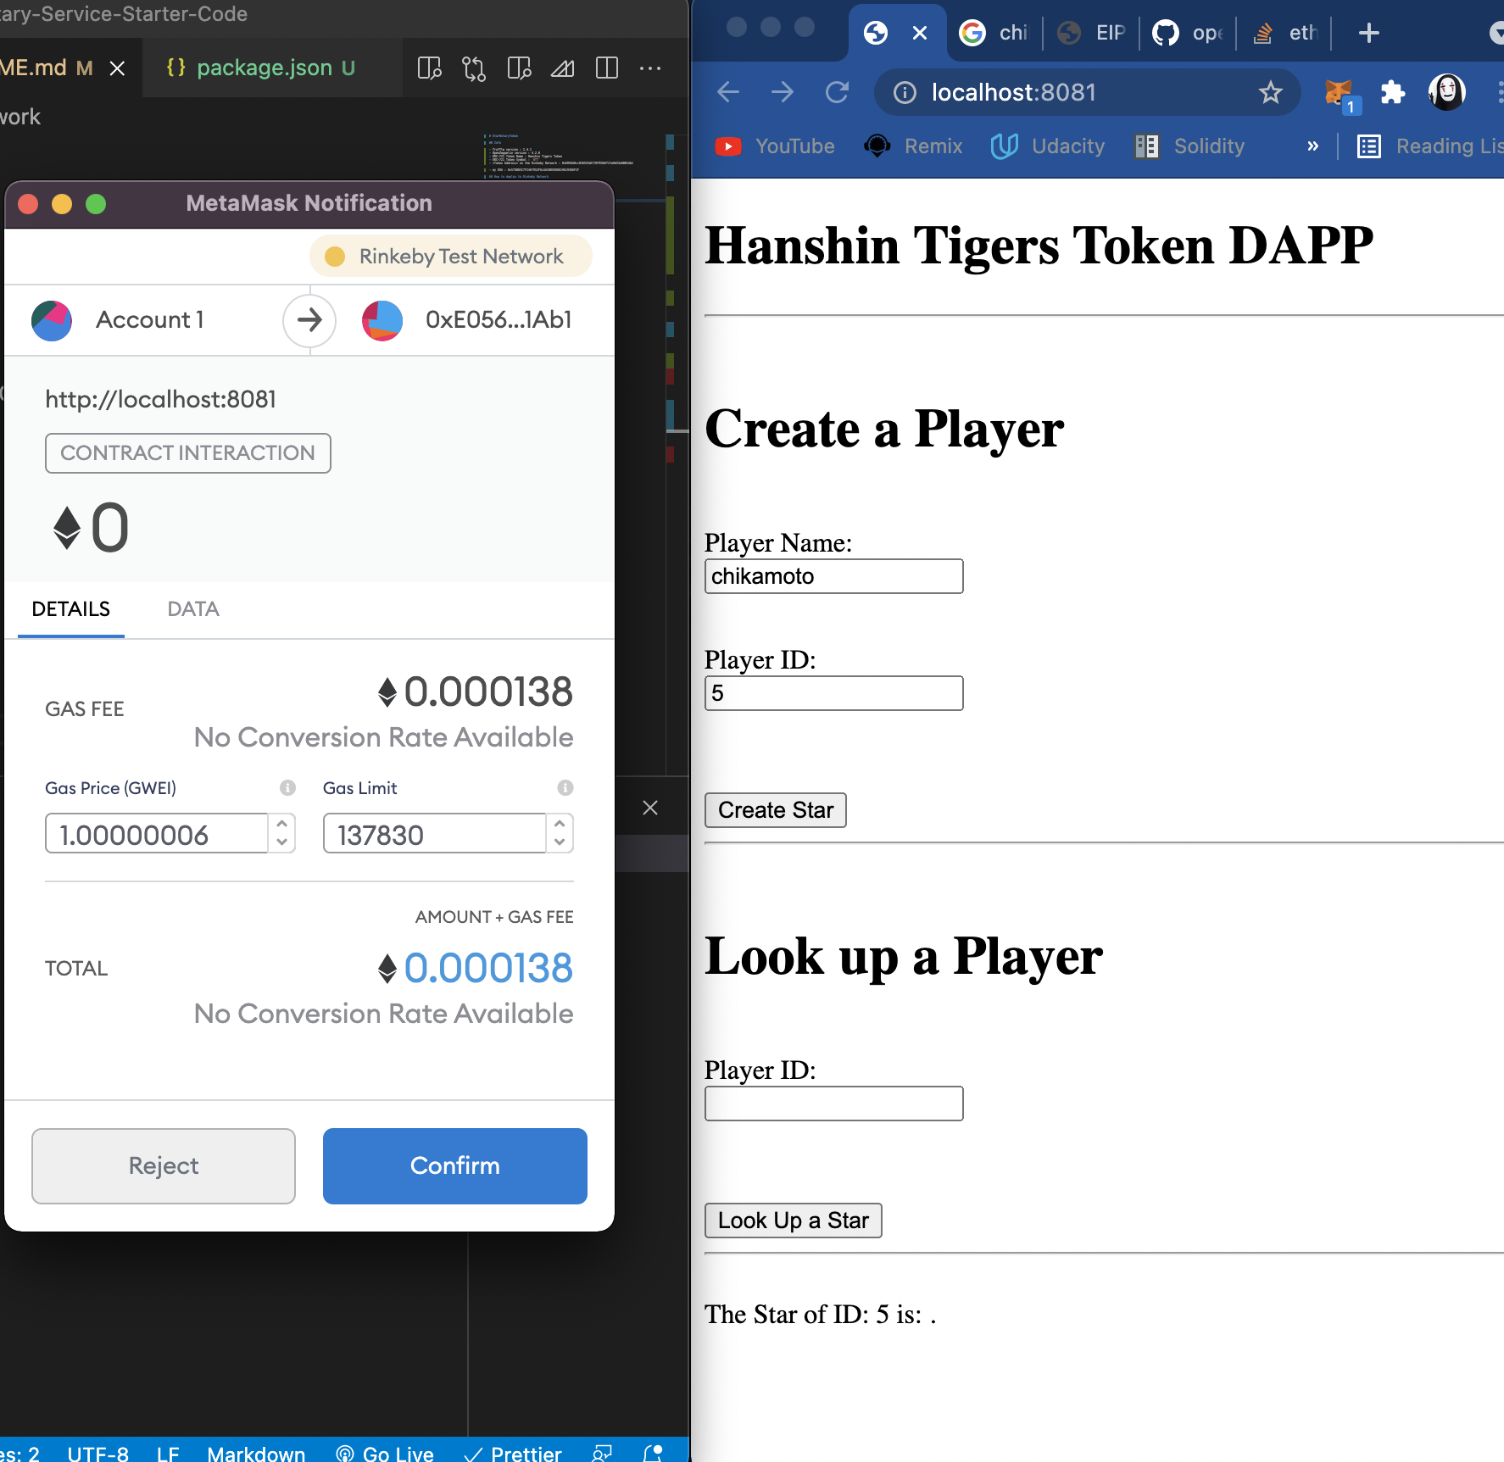 tary-Service-Starter-Code
ME.md M
{} package.json U
work
MetaMask Notification
Rinkeby Test Network
Account 1
0xE056...1Ab1
http://localhost:8081
CONTRACT INTERACTION
0
DETAILS
DATA
GAS FEE
0.000138
No Conversion Rate Available
Gas Price (GWEI)
Gas Limit
1.00000006
137830
AMOUNT + GAS FEE
TOTAL
0.000138
No Conversion Rate Available
Reject
Confirm
es: 2 UTF-8 LF Markdown Go Live Prettier
chi
EIP
ope
eth
localhost:8081
1
YouTube
Remix
Udacity
Solidity
»
Reading Lis
Hanshin Tigers Token DAPP
Create a Player
Player Name:
chikamoto
Player ID:
5
Create Star
Look up a Player
Player ID:
Look Up a Star
The Star of ID: 5 is: .